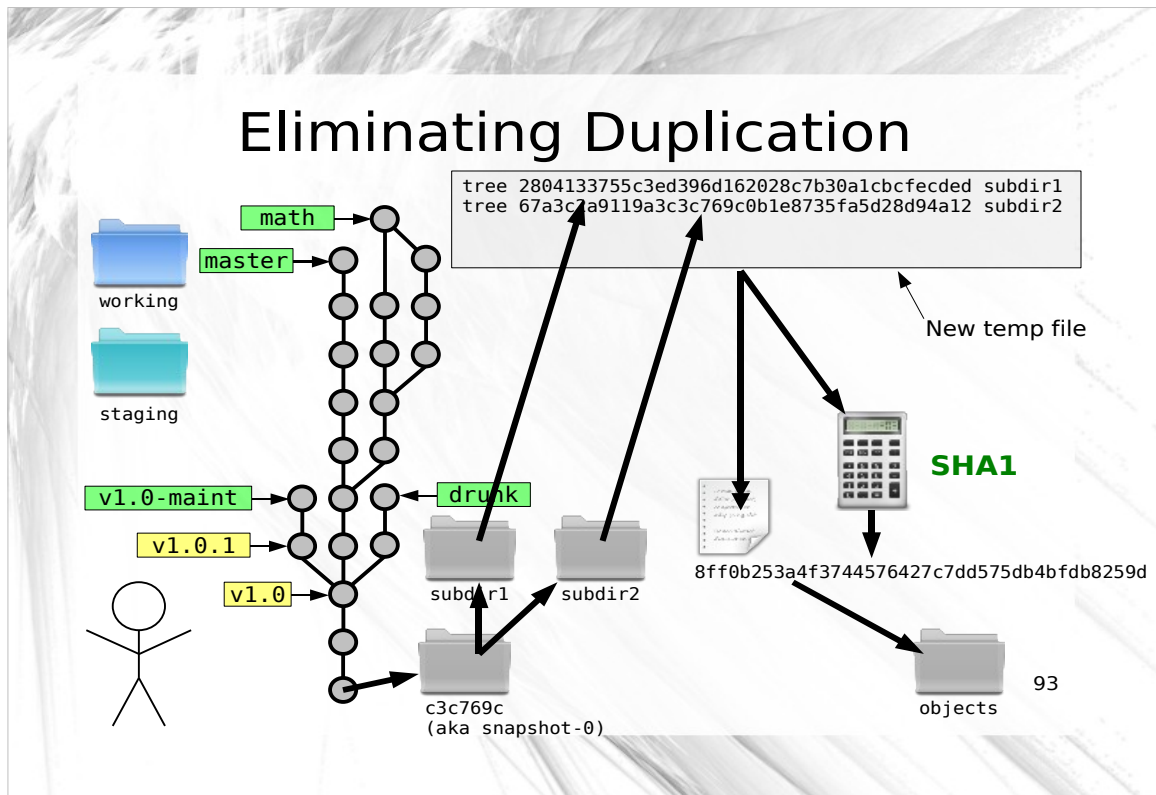 Eliminating Duplication
tree 2804133755c3ed396d162028c7b30a1cbcfecded subdir1
tree 67a3c2a9119a3c3c769c0b1e8735fa5d28d94a12 subdir2
math
master
working
New temp file
staging
SHA1
v1.0-maint
drunk
v1.0.1
8ff0b253a4f3744576427c7dd575db4bfdb8259d
v1.0
subdir1
subdir2
93
c3c769c
(aka snapshot-0)
objects